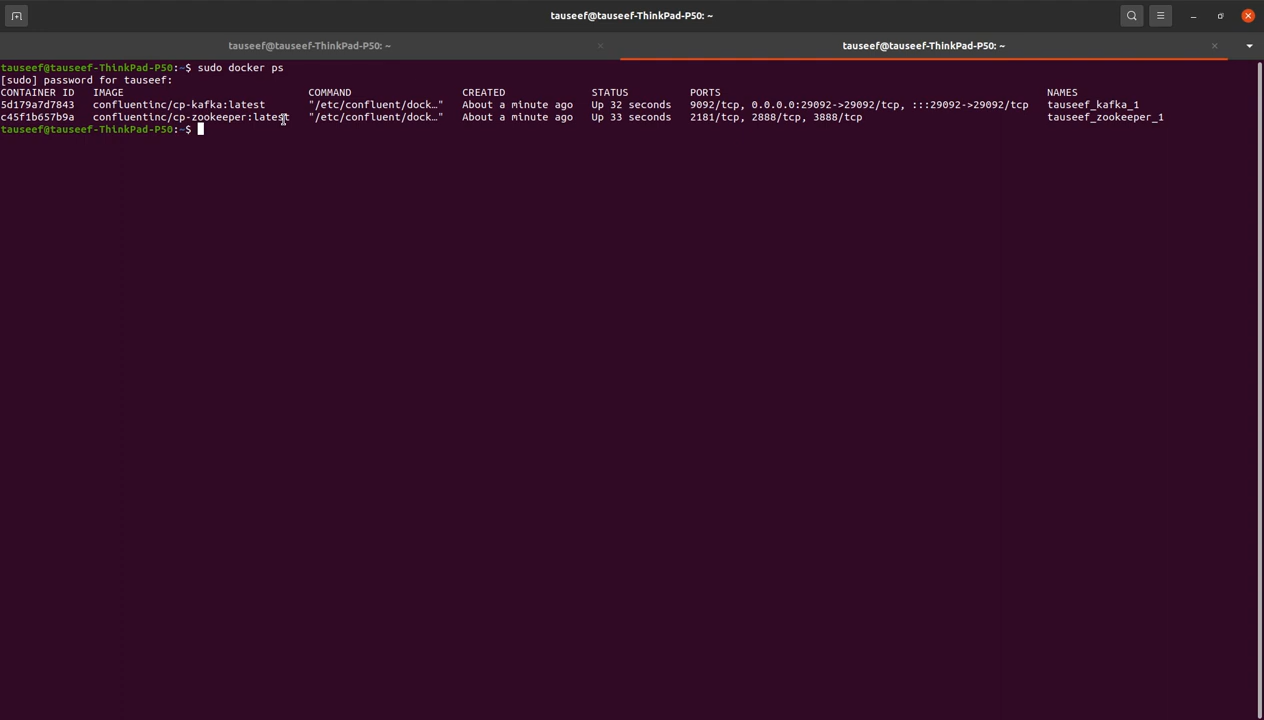 tauseef@tauseef-ThinkPad-P50: ~
tauseef@tauseef-ThinkPad-P50: ~ tauseef@tauseef-ThinkPad-P50: ~
tauseef@tauseef-ThinkPad-P50:~$ sudo docker ps
[sudo] password for tauseef:
CONTAINER ID IMAGE COMMAND CREATED STATUS PORTS NAMES
5d179a7d7843 confluentinc/cp-kafka:latest "/etc/confluent/dock…" About a minute ago Up 32 seconds 9092/tcp, 0.0.0.0:29092->29092/tcp, :::29092->29092/tcp tauseef_kafka_1
c45f1b657b9a confluentinc/cp-zookeeper:latest "/etc/confluent/dock…" About a minute ago Up 33 seconds 2181/tcp, 2888/tcp, 3888/tcp tauseef_zookeeper_1
tauseef@tauseef-ThinkPad-P50:~$